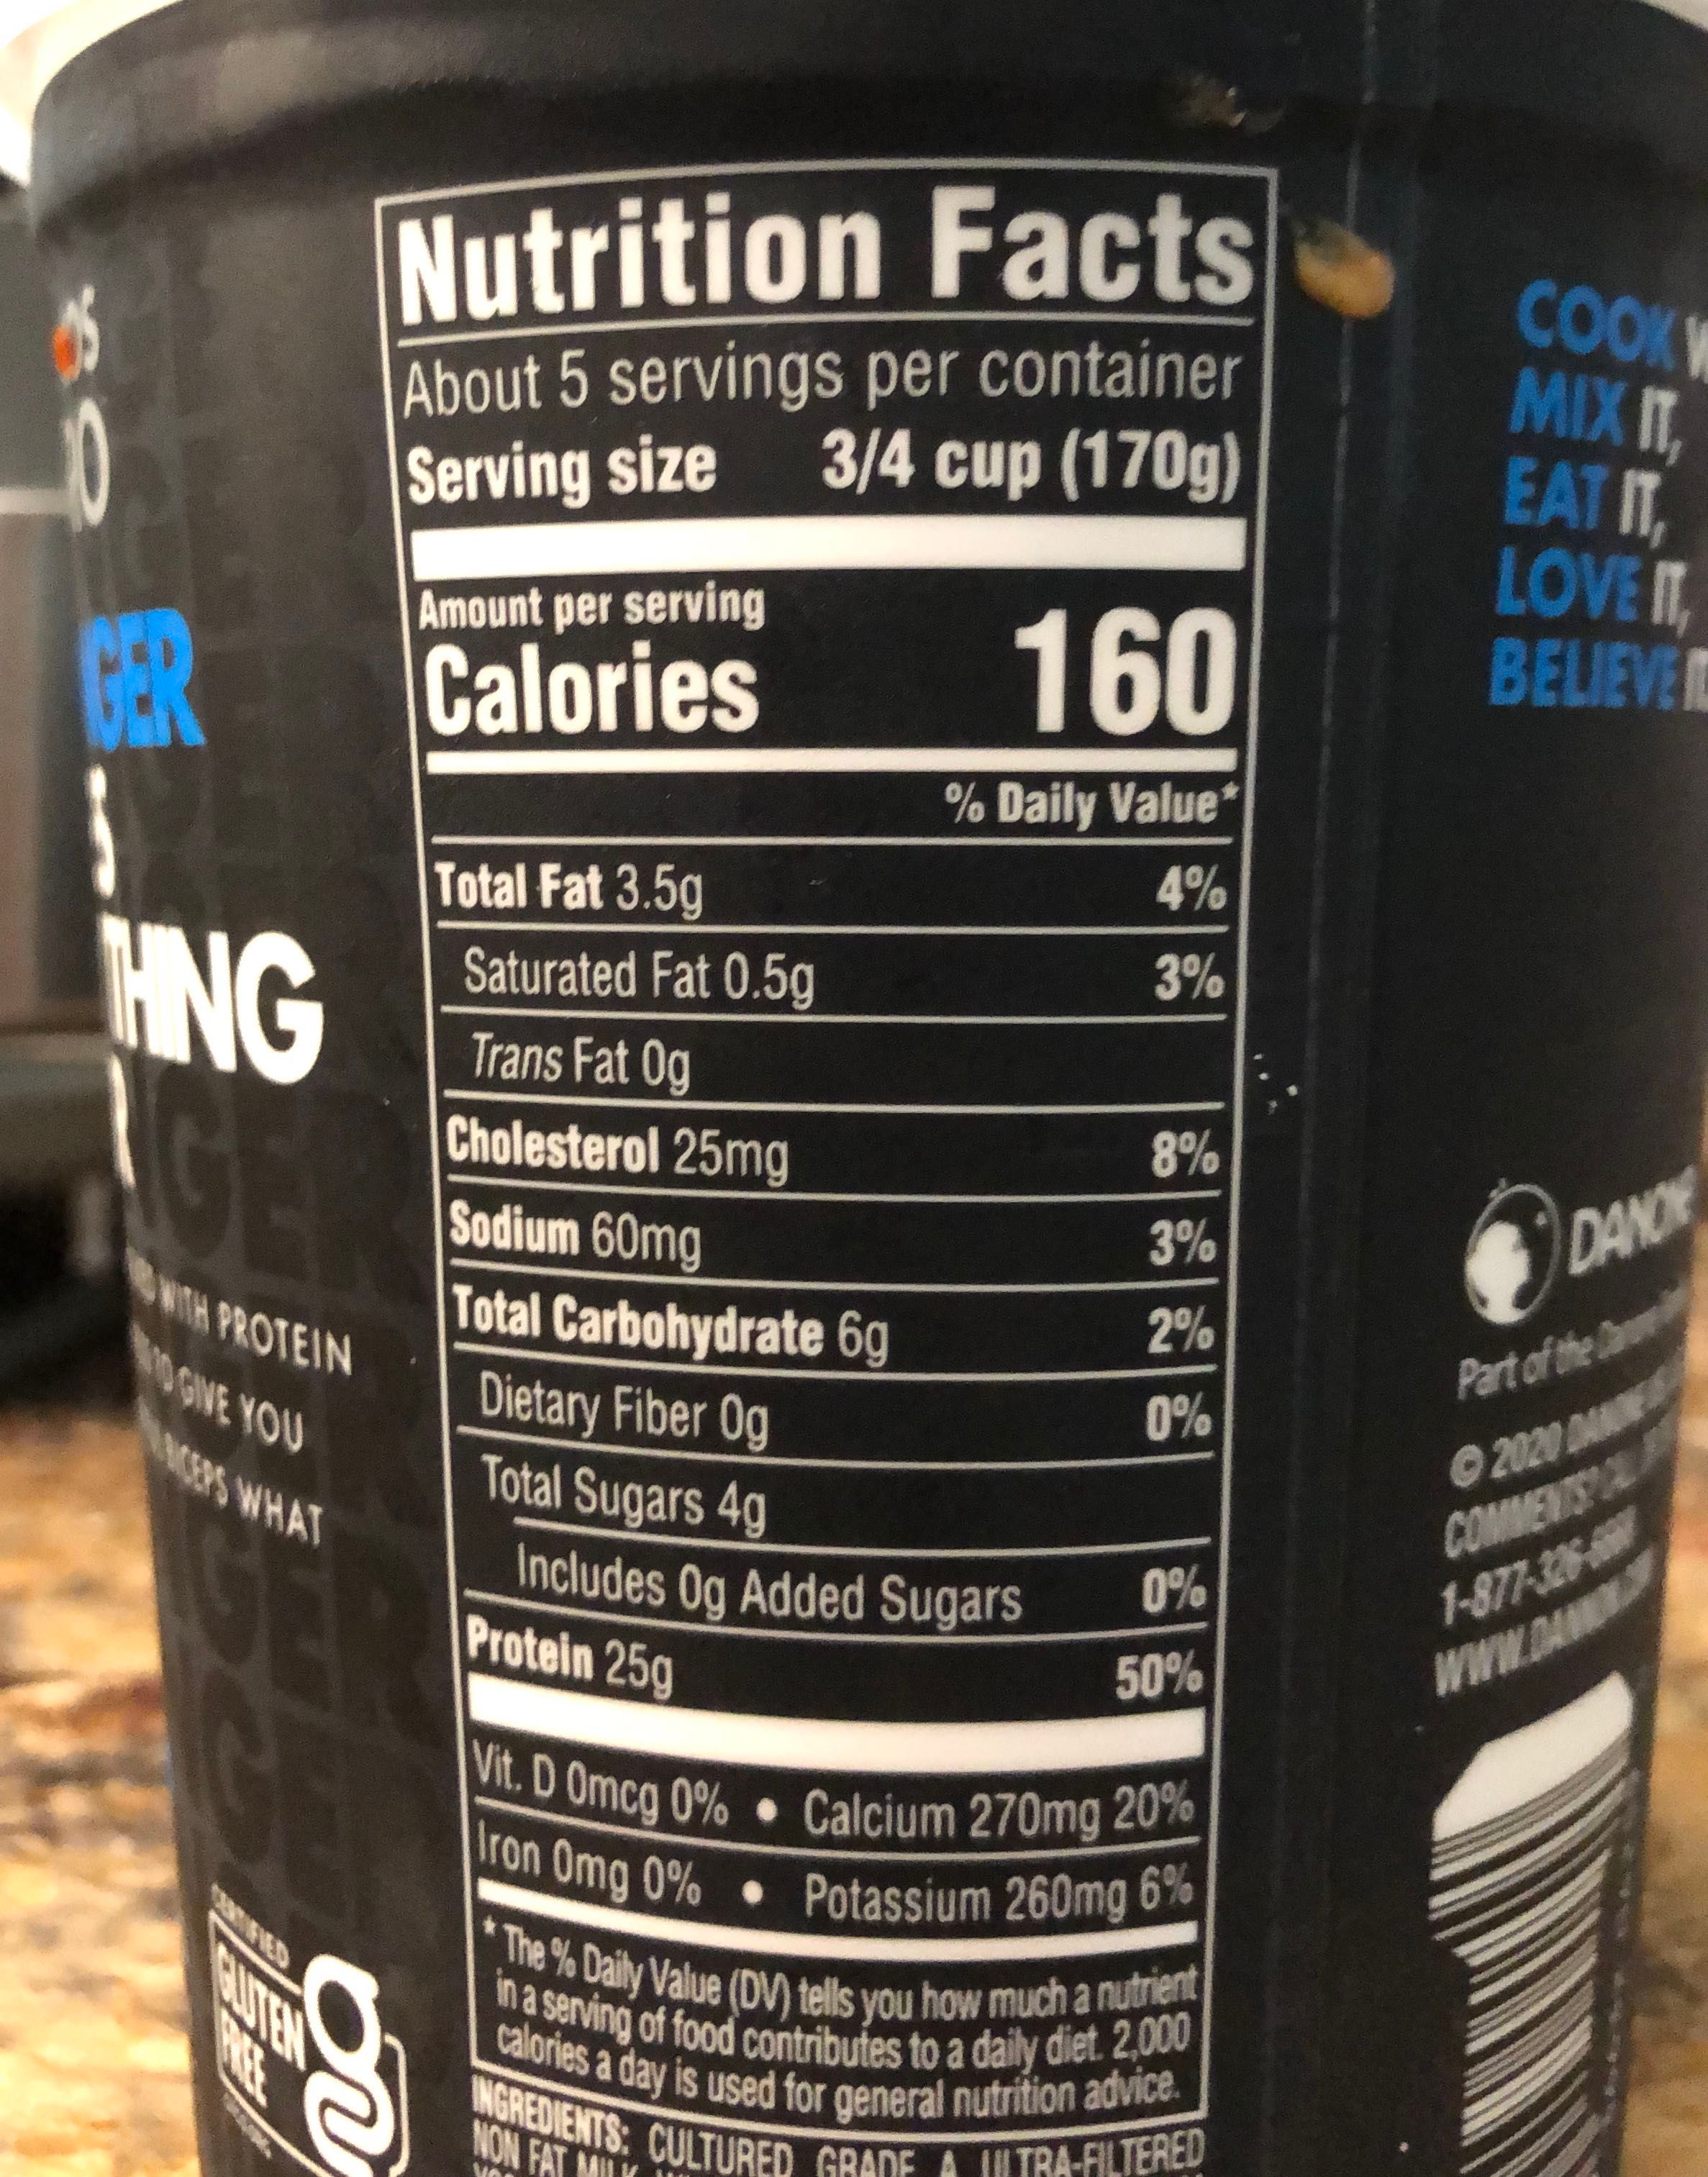 GER
THING
WITH PROTEIN
GIVE YOU
BICEPS WHAT
CERTIFIED
GLUTEN
FREE
Nutrition Facts
About 5 servings per container
Serving size 3/4 cup (170g)
Amount per serving
Calories 160
% Daily Value*
Total Fat 3.5g 4%
Saturated Fat 0.5g 3%
Trans Fat 0g
Cholesterol 25mg 8%
Sodium 60mg 3%
Total Carbohydrate 6g 2%
Dietary Fiber 0g 0%
Total Sugars 4g
Includes 0g Added Sugars 0%
Protein 25g 50%
Vit. D 0mcg 0% • Calcium 270mg 20%
Iron 0mg 0% • Potassium 260mg 6%
* The % Daily Value (DV) tells you how much a nutrient
in a serving of food contributes to a daily diet. 2,000
calories a day is used for general nutrition advice.
INGREDIENTS: CULTURED GRADE A ULTRA-FILTERED
NON FAT MILK
COOK
MIX IT,
EAT IT,
LOVE IT,
BELIEVE
DANON
Part of the
© 2020
COMMENTS?
1-877-326-